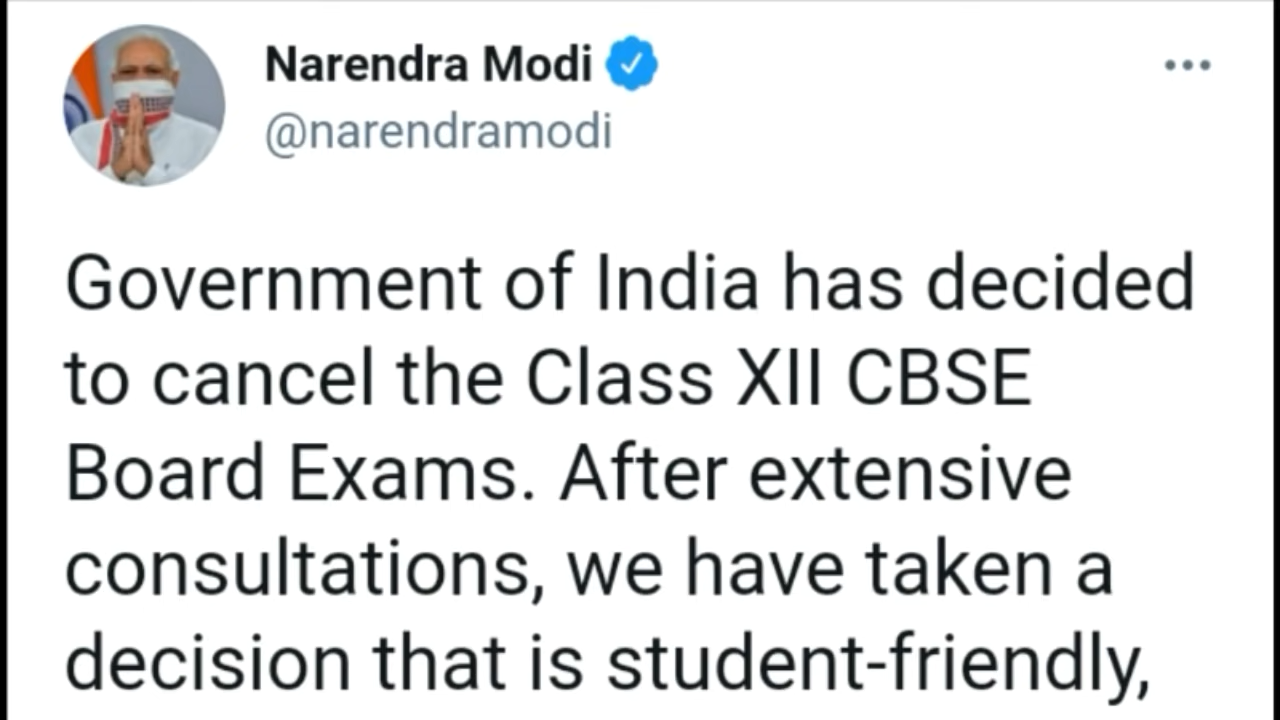 Narendra Modi
@narendramodi
Government of India has decided
to cancel the Class XII CBSE
Board Exams. After extensive
consultations, we have taken a
decision that is student-friendly,